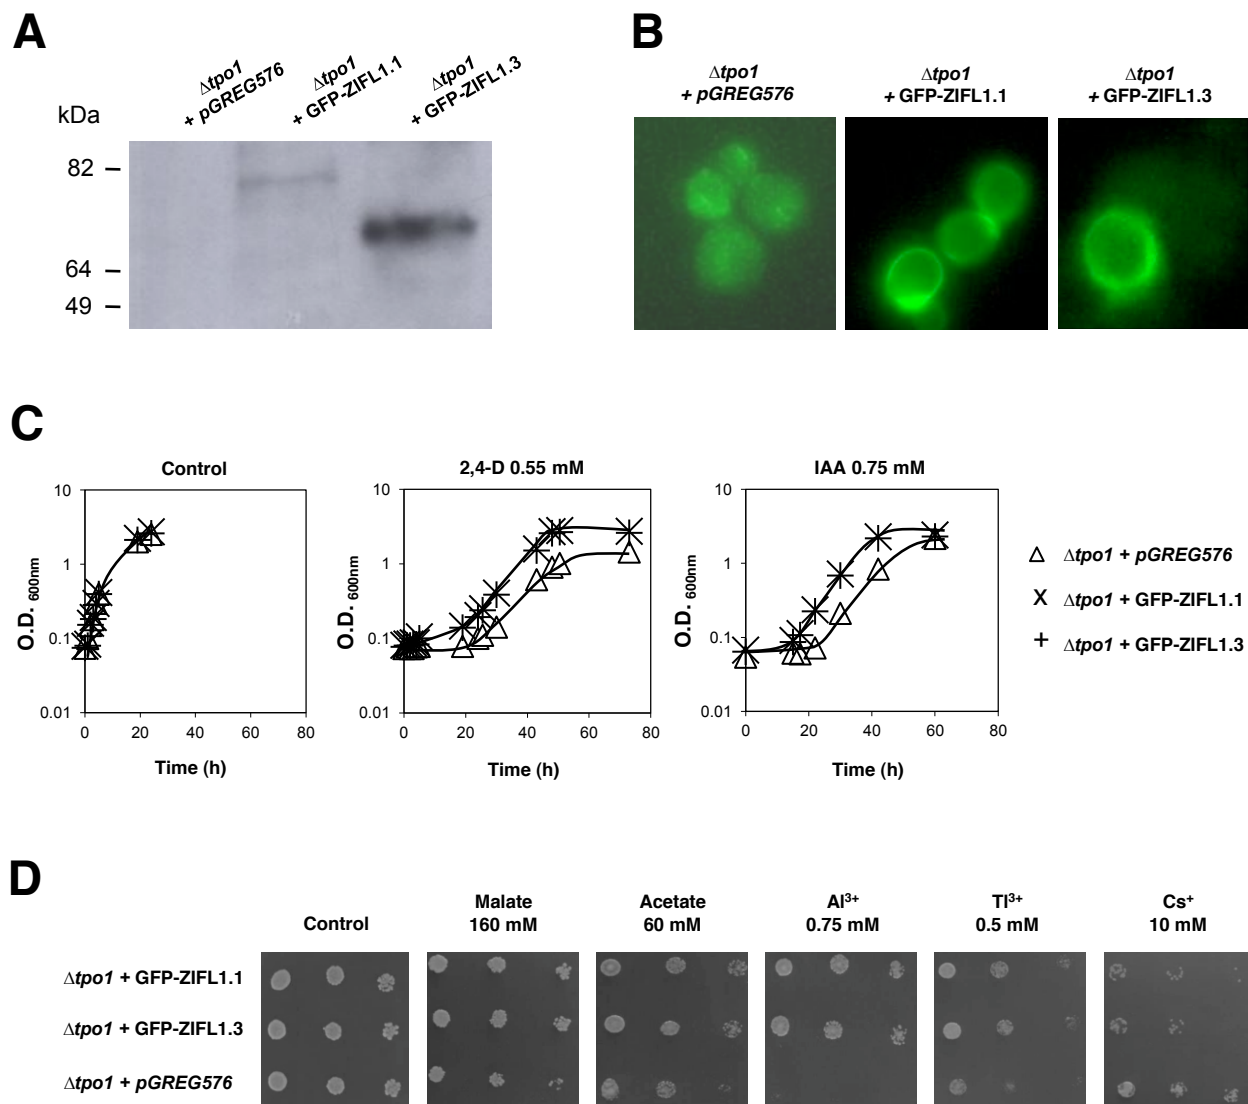 A
kDa
Δtpo1
+ pGREG576
Δtpo1
+ GFP-ZIFL1.1
Δtpo1
+ GFP-ZIFL1.3
82
64
49
B
Δtpo1
+ pGREG576
Δtpo1
+ GFP-ZIFL1.1
Δtpo1
+ GFP-ZIFL1.3
C
Control
O.D. 600nm
10
1
0.1
0.01
0 20 40 60 80
Time (h)
2,4-D 0.55 mM
O.D. 600nm
10
1
0.1
0.01
0 20 40 60 80
Time (h)
IAA 0.75 mM
O.D. 600nm
10
1
0.1
0.01
0 20 40 60 80
Time (h)
Δtpo1 + pGREG576
Δtpo1 + GFP-ZIFL1.1
Δtpo1 + GFP-ZIFL1.3
D
Control
Malate
160 mM
Acetate
60 mM
Al³⁺
0.75 mM
Tl³⁺
0.5 mM
Cs⁺
10 mM
Δtpo1 + GFP-ZIFL1.1
Δtpo1 + GFP-ZIFL1.3
Δtpo1 + pGREG576